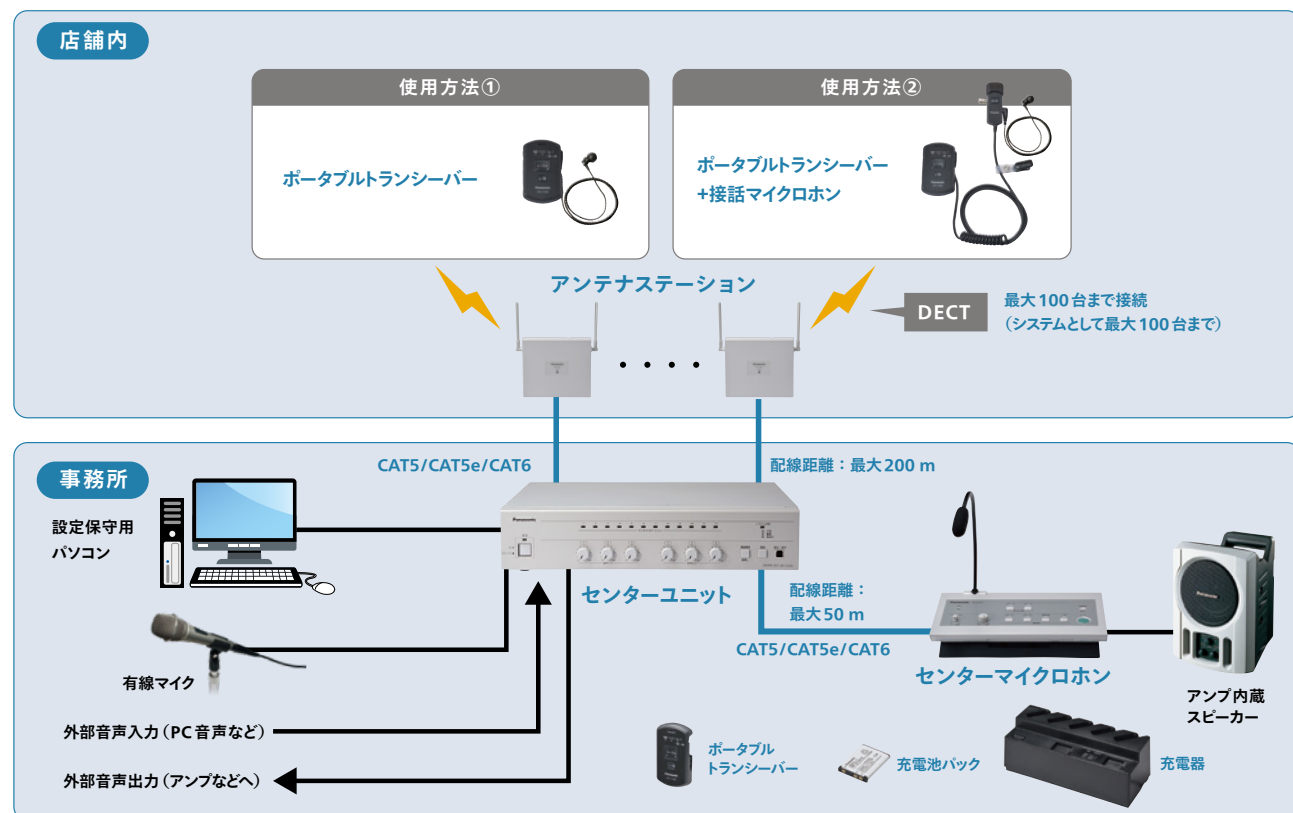 店舗内
使用方法①
ポータブルトランシーバー
使用方法②
ポータブルトランシーバー
+接話マイクロホン
アンテナステーション
DECT
最大100台まで接続
（システムとして最大100台まで）
CAT5/CAT5e/CAT6
配線距離：最大200 m
事務所
設定保守用
パソコン
Panasonic
センターユニット
配線距離：
最大50 m
CAT5/CAT5e/CAT6
センターマイクロホン
Panasonic
アンプ内蔵
スピーカー
有線マイク
外部音声入力（PC音声など）
外部音声出力（アンプなどへ）
ポータブル
トランシーバー
充電池パック
充電器